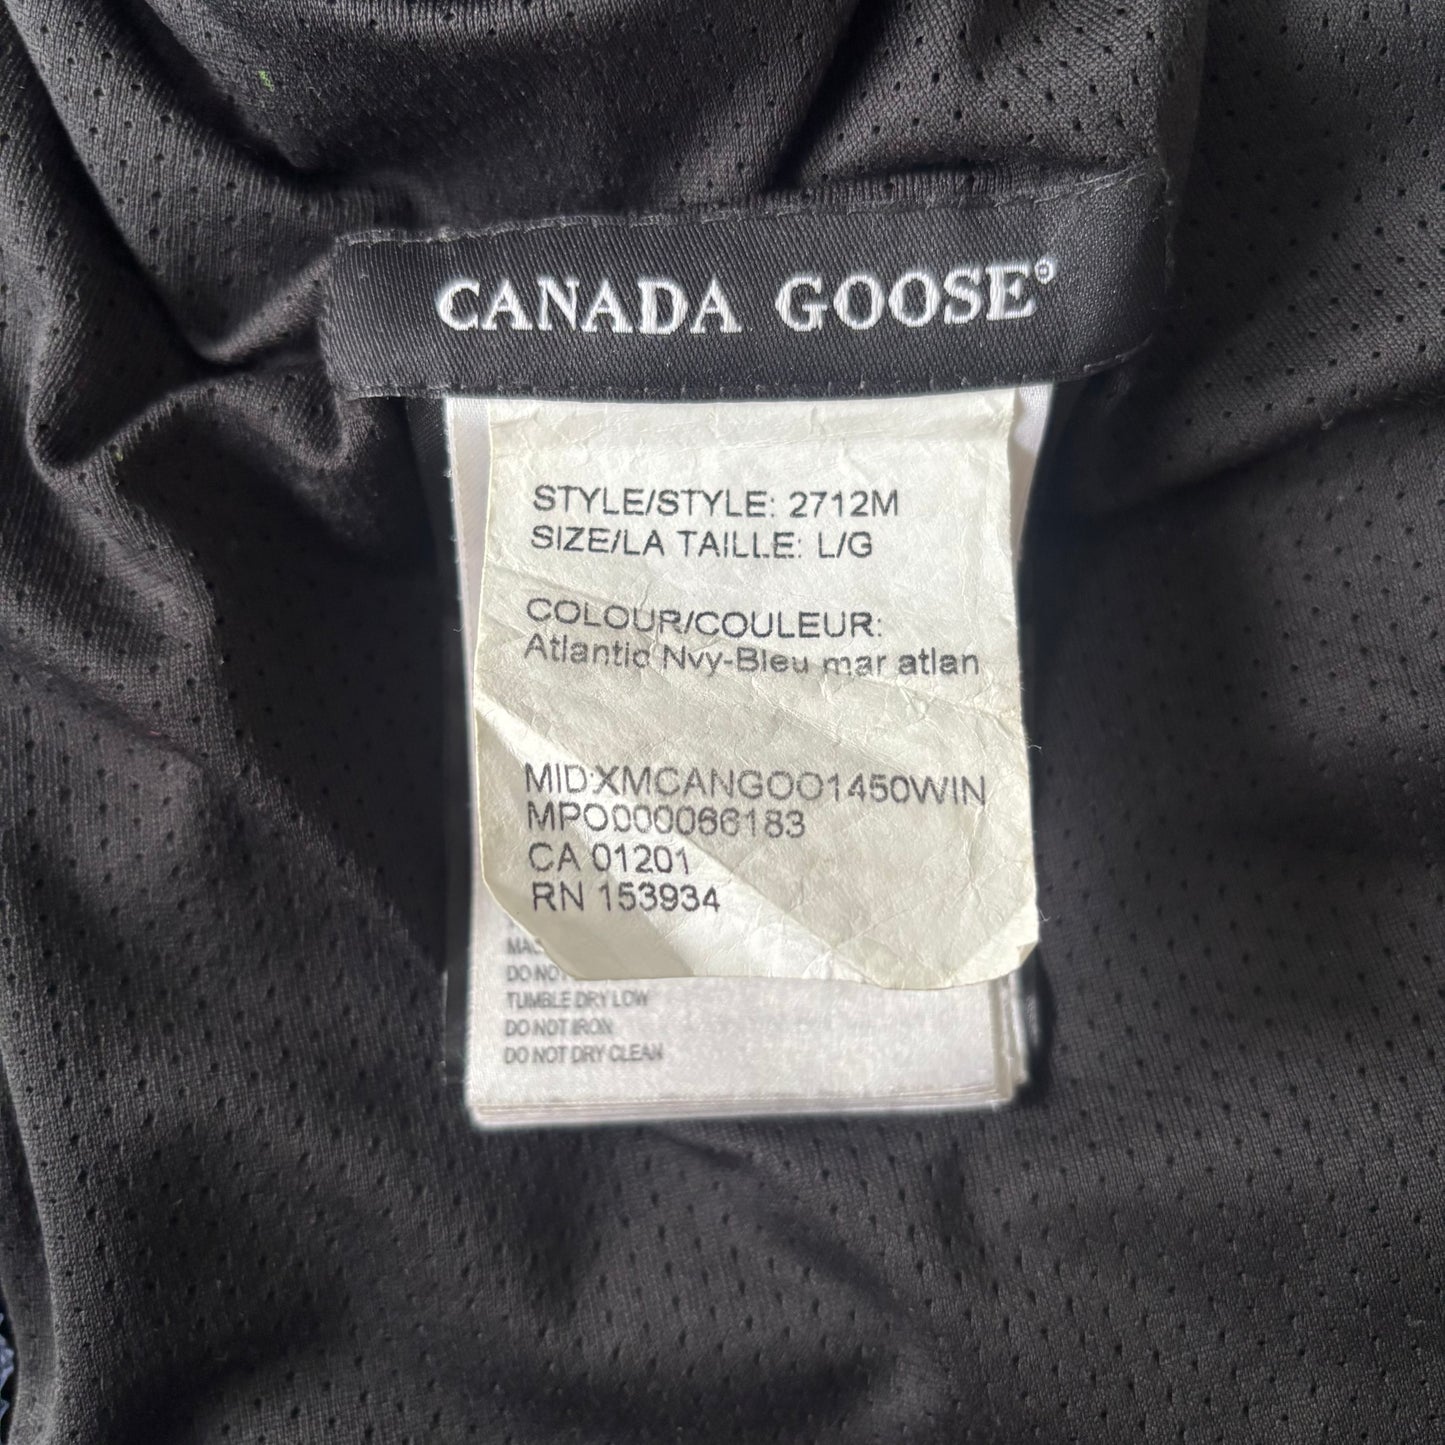 CANADA GOOSE®
STYLE/STYLE: 2712M
SIZE/LA TAILLE: L/G
COLOUR/COULEUR:
Atlantic Nvy-Bleu mar atlan
MID:XMCANGOO1450WIN
MPO000066183
CA 01201
RN 153934
DO NOT
TUMBLE DRY LOW
DO NOT IRON
DO NOT DRY CLEAN